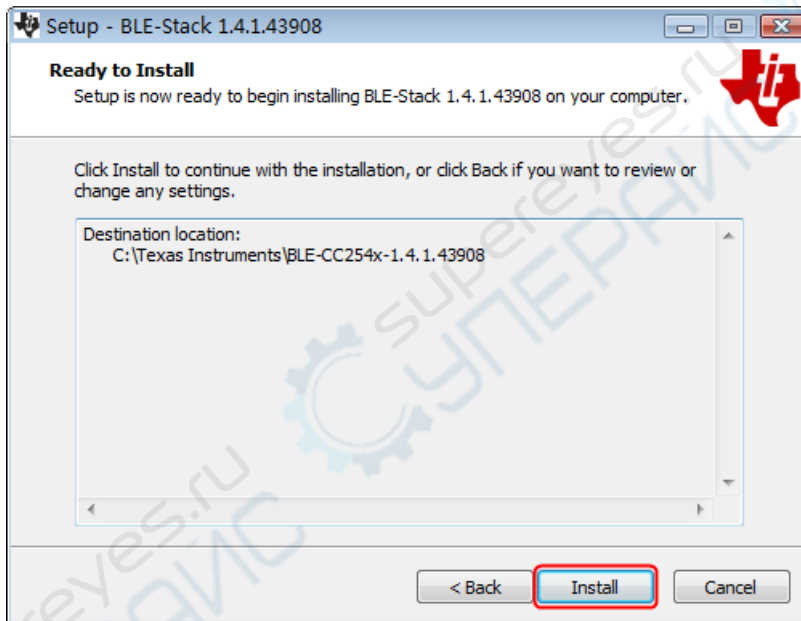 Setup - BLE-Stack 1.4.1.43908
Ready to Install
Setup is now ready to begin installing BLE-Stack 1.4.1.43908 on your computer.
Click Install to continue with the installation, or click Back if you want to review or
change any settings.
Destination location:
C:\Texas Instruments\BLE-CC254x-1.4.1.43908
< Back
Install
Cancel
supereyes.ru
СУПЕРАЙС